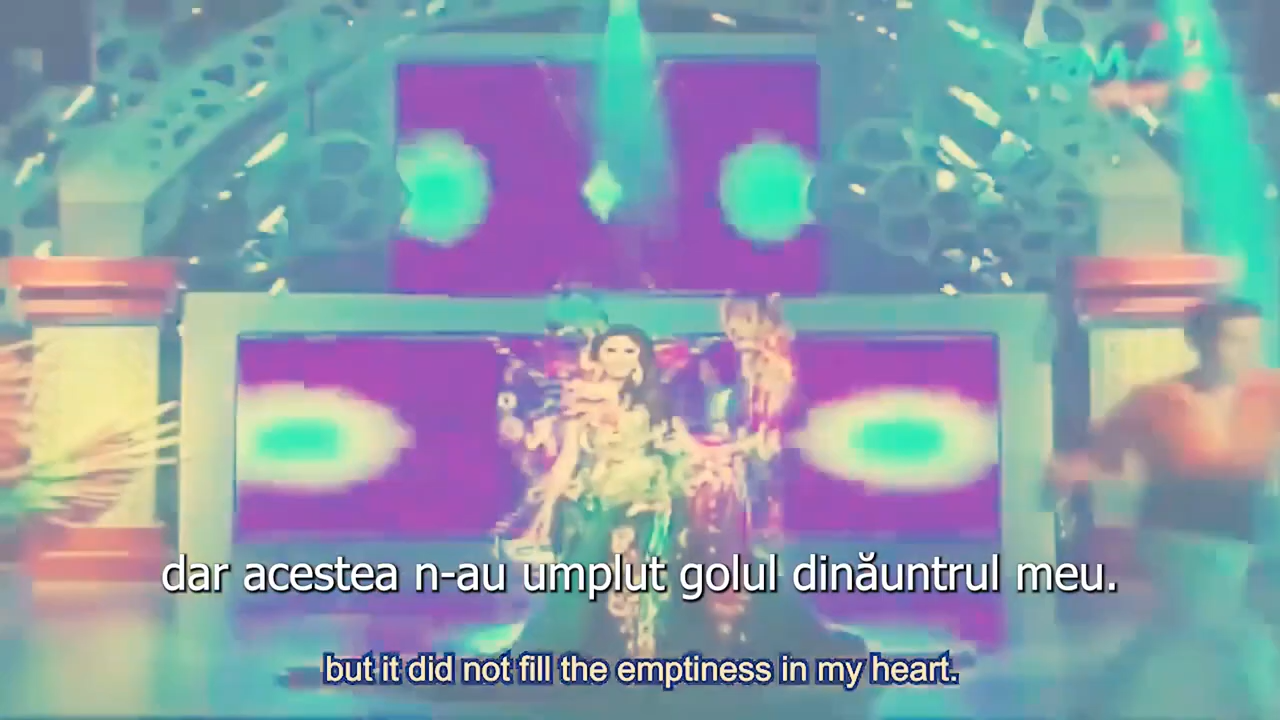 dar acestea n-au umplut golul dinăuntrul meu.
but it did not fill the emptiness in my heart.